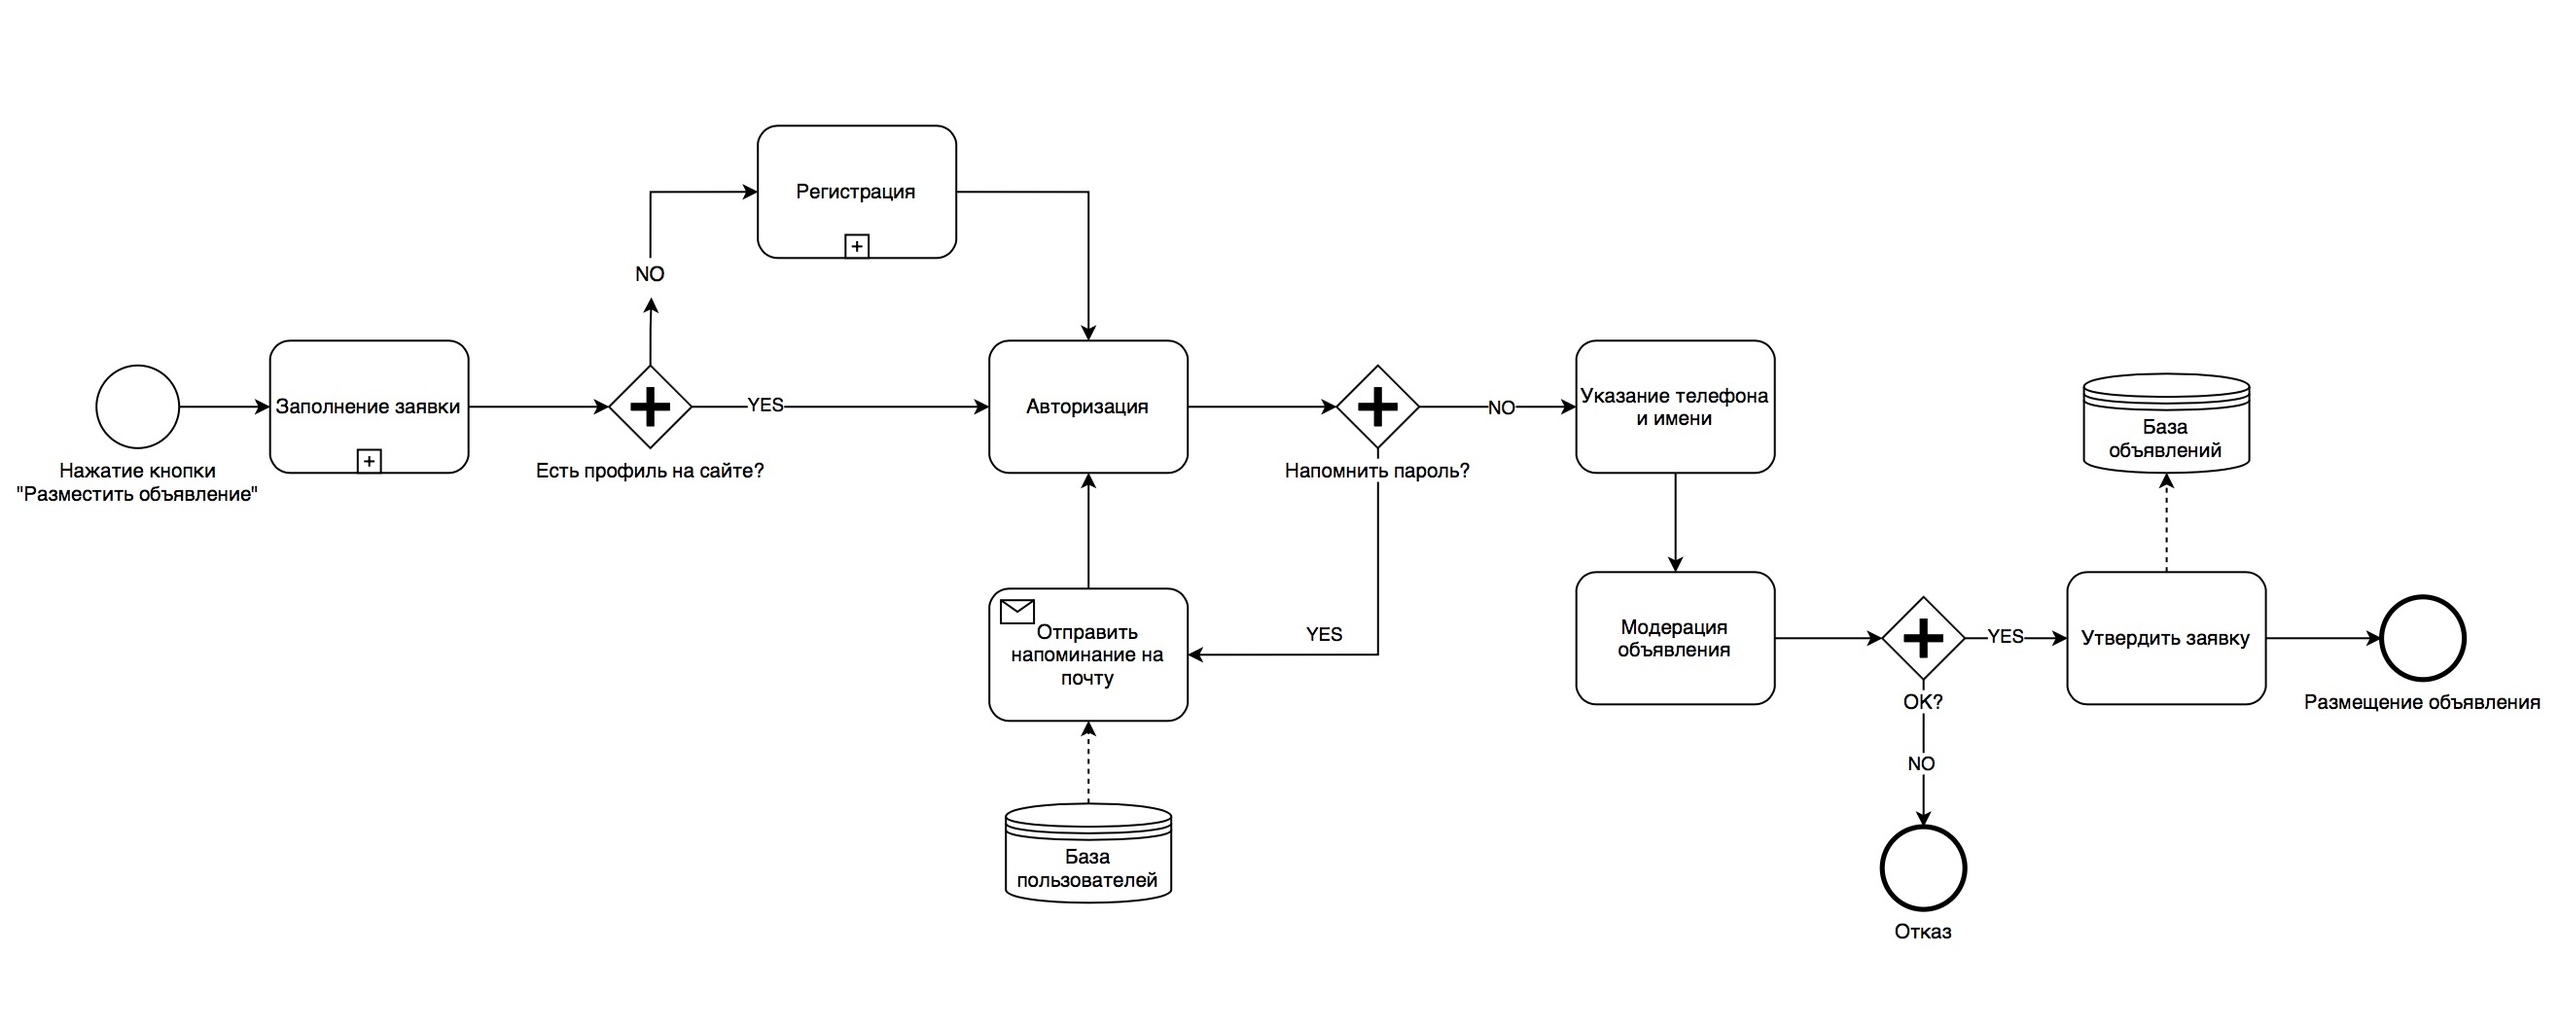 Регистрация
NO
Нажатие кнопки
"Разместить объявление"
Заполнение заявки
Есть профиль на сайте?
YES
Авторизация
Напомнить пароль?
NO
Указание телефона
и имени
База
объявлений
YES
Отправить
напоминание на
почту
База
пользователей
Модерация
объявления
OK?
YES
NO
Отказ
Утвердить заявку
Размещение объявления